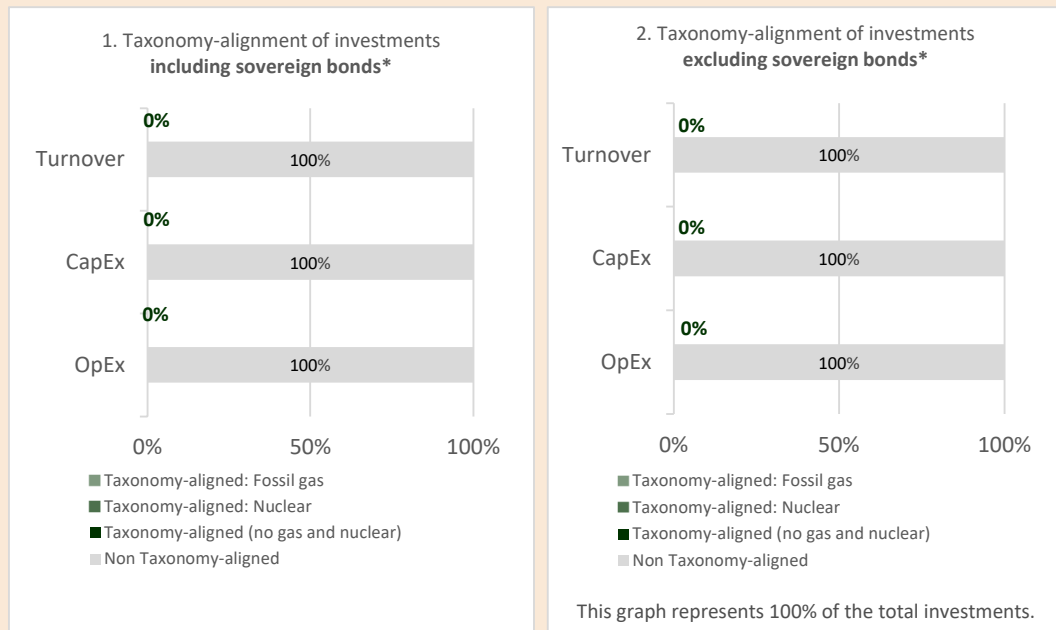 1. Taxonomy-alignment of investments
including sovereign bonds*
0%
Turnover
100%
0%
CapEx
100%
0%
OpEx
100%
0%
50%
100%
Taxonomy-aligned: Fossil gas
Taxonomy-aligned: Nuclear
Taxonomy-aligned (no gas and nuclear)
Non Taxonomy-aligned
2. Taxonomy-alignment of investments
excluding sovereign bonds*
0%
Turnover
100%
0%
CapEx
100%
0%
OpEx
100%
0%
50%
100%
Taxonomy-aligned: Fossil gas
Taxonomy-aligned: Nuclear
Taxonomy-aligned (no gas and nuclear)
Non Taxonomy-aligned
This graph represents 100% of the total investments.